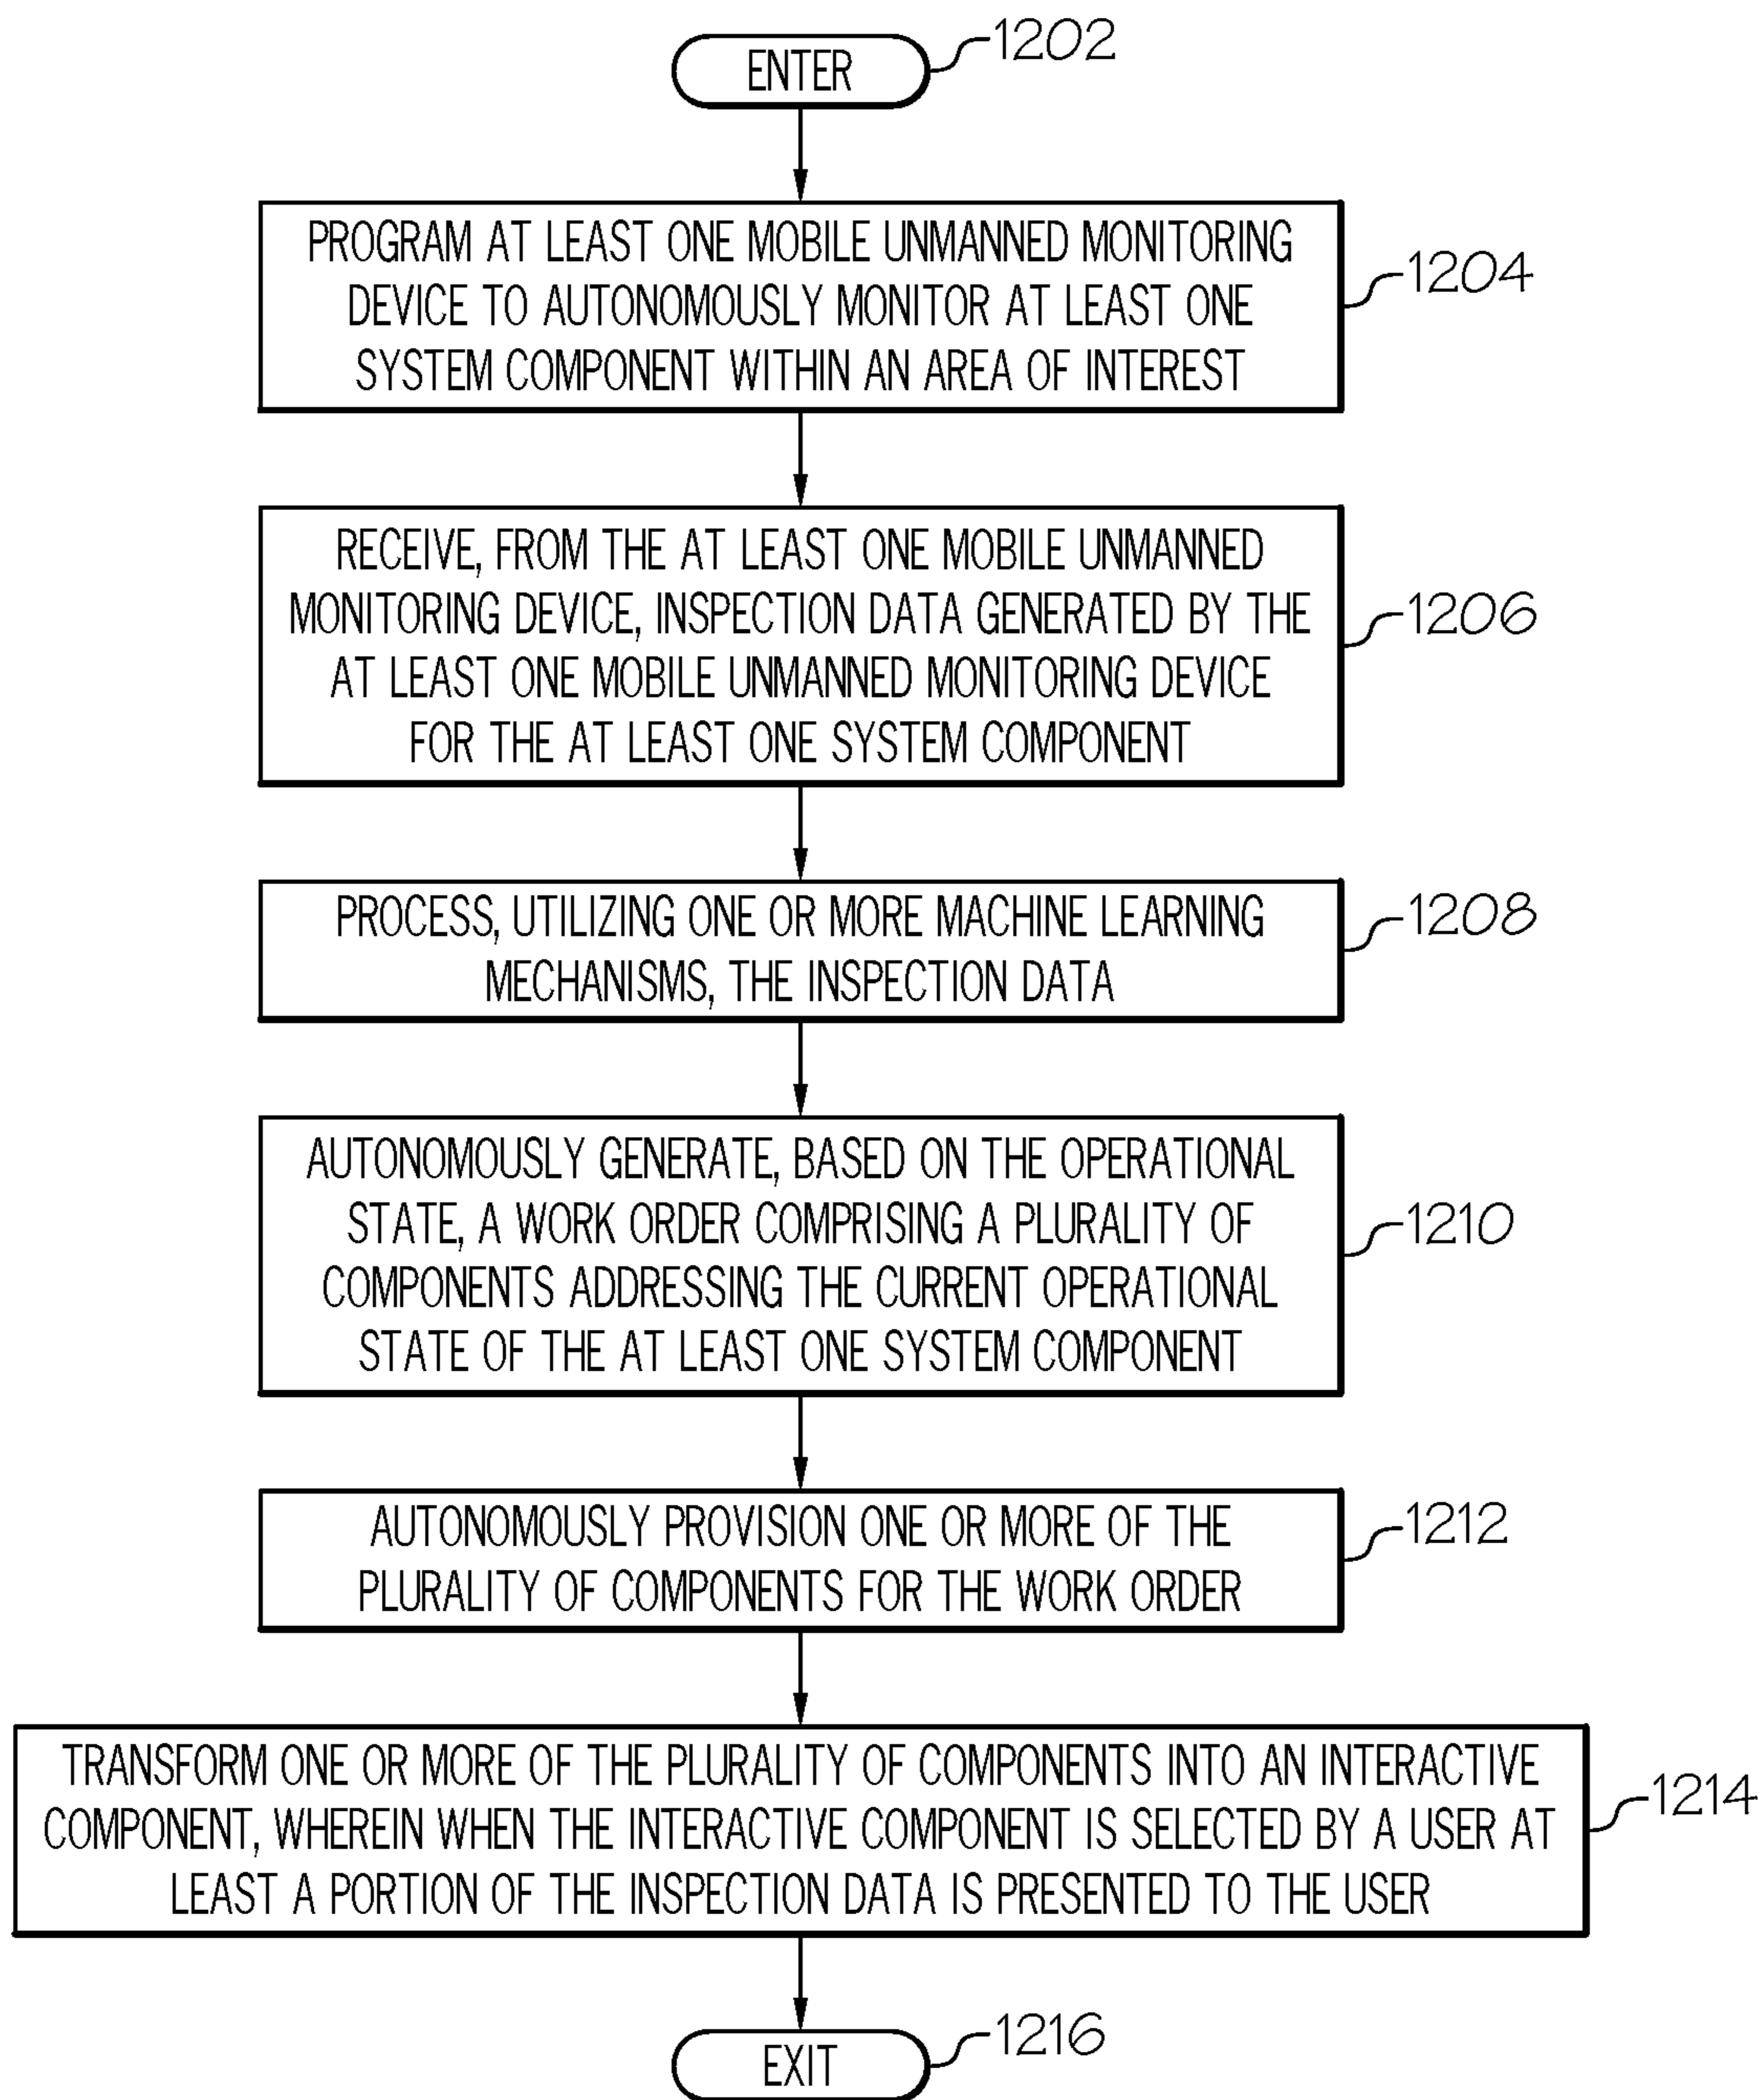 ENTER
1202
PROGRAM AT LEAST ONE MOBILE UNMANNED MONITORING
DEVICE TO AUTONOMOUSLY MONITOR AT LEAST ONE
SYSTEM COMPONENT WITHIN AN AREA OF INTEREST
1204
RECEIVE, FROM THE AT LEAST ONE MOBILE UNMANNED
MONITORING DEVICE, INSPECTION DATA GENERATED BY THE
AT LEAST ONE MOBILE UNMANNED MONITORING DEVICE
FOR THE AT LEAST ONE SYSTEM COMPONENT
1206
PROCESS, UTILIZING ONE OR MORE MACHINE LEARNING
MECHANISMS, THE INSPECTION DATA
1208
AUTONOMOUSLY GENERATE, BASED ON THE OPERATIONAL
STATE, A WORK ORDER COMPRISING A PLURALITY OF
COMPONENTS ADDRESSING THE CURRENT OPERATIONAL
STATE OF THE AT LEAST ONE SYSTEM COMPONENT
1210
AUTONOMOUSLY PROVISION ONE OR MORE OF THE
PLURALITY OF COMPONENTS FOR THE WORK ORDER
1212
TRANSFORM ONE OR MORE OF THE PLURALITY OF COMPONENTS INTO AN INTERACTIVE
COMPONENT, WHEREIN WHEN THE INTERACTIVE COMPONENT IS SELECTED BY A USER AT
LEAST A PORTION OF THE INSPECTION DATA IS PRESENTED TO THE USER
1214
EXIT
1216